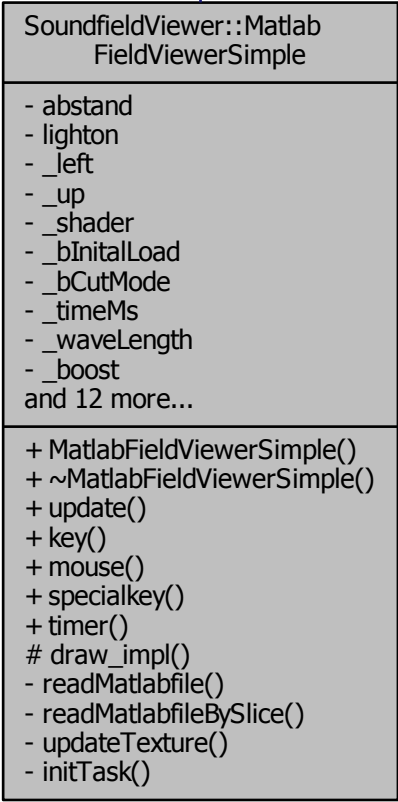 SoundfieldViewer::Matlab
FieldViewerSimple
- abstand
- lighton
- _left
- _up
- _shader
- _bInitalLoad
- _bCutMode
- _timeMs
- _waveLength
- _boost
and 12 more...
+ MatlabFieldViewerSimple()
+ ~MatlabFieldViewerSimple()
+ update()
+ key()
+ mouse()
+ specialkey()
+ timer()
# draw_impl()
- readMatlabfile()
- readMatlabfileBySlice()
- updateTexture()
- initTask()